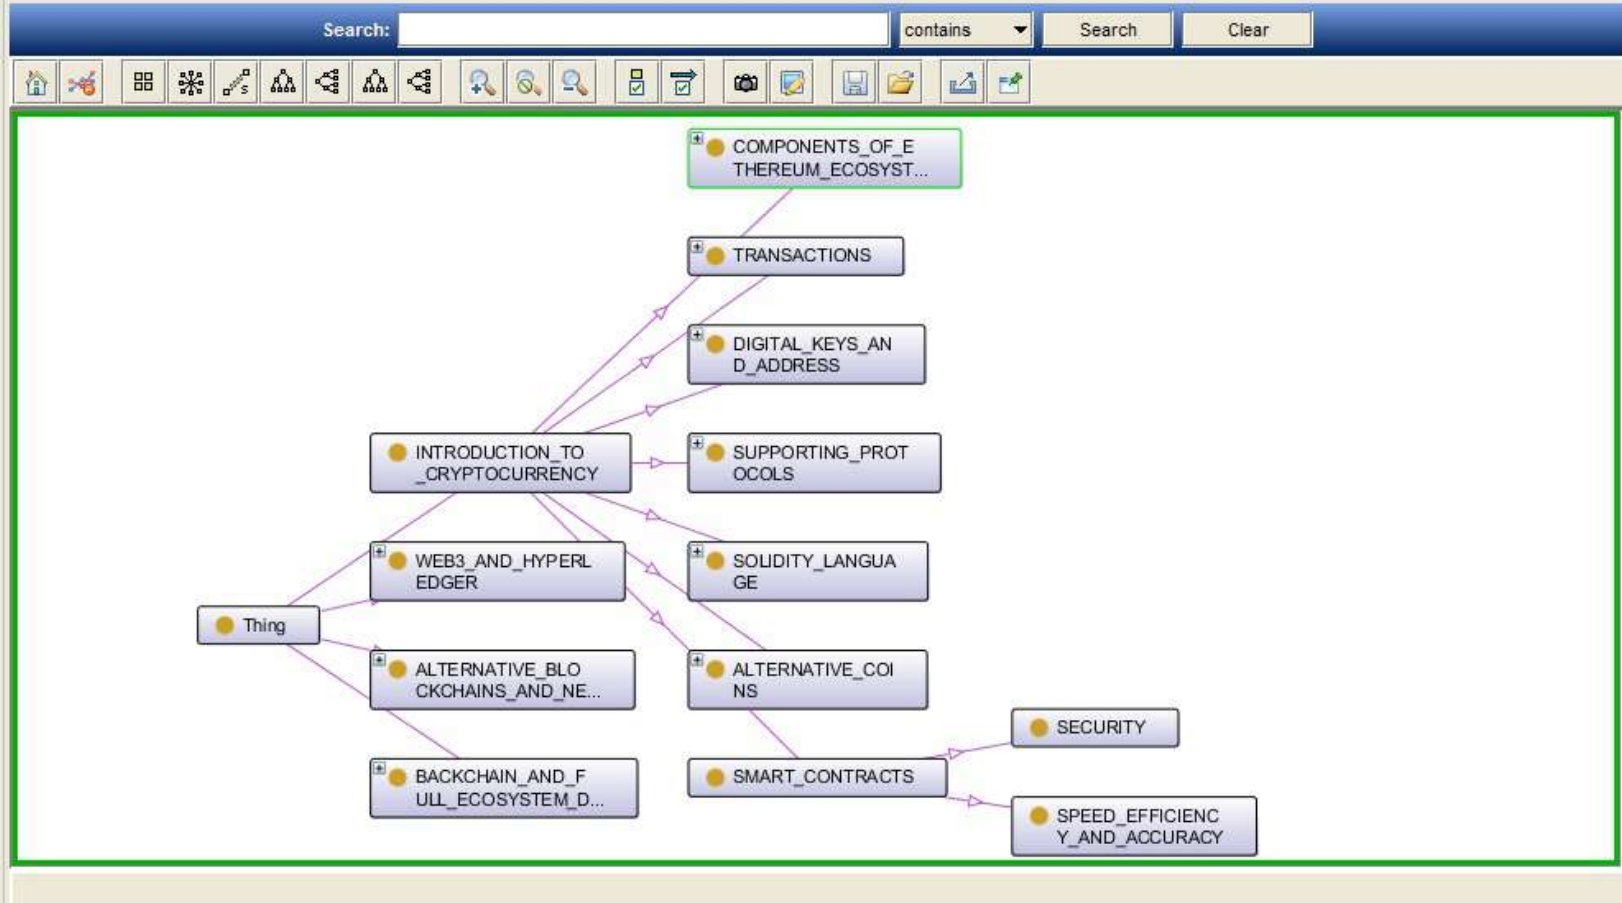 Search: contains Search Clear
COMPONENTS_OF_E
THEREUM_ECOSYST...
TRANSACTIONS
DIGITAL_KEYS_AN
D_ADDRESS
INTRODUCTION_TO
_CRYPTOCURRENCY
SUPPORTING_PROT
OCOLS
WEB3_AND_HYPERL
EDGER
SOLIDITY_LANGUA
GE
Thing
ALTERNATIVE_BLO
CKCHAINS_AND_NE...
ALTERNATIVE_COI
NS
SECURITY
BACKCHAIN_AND_F
ULL_ECOSYSTEM_D...
SMART_CONTRACTS
SPEED_EFFICIENC
Y_AND_ACCURACY